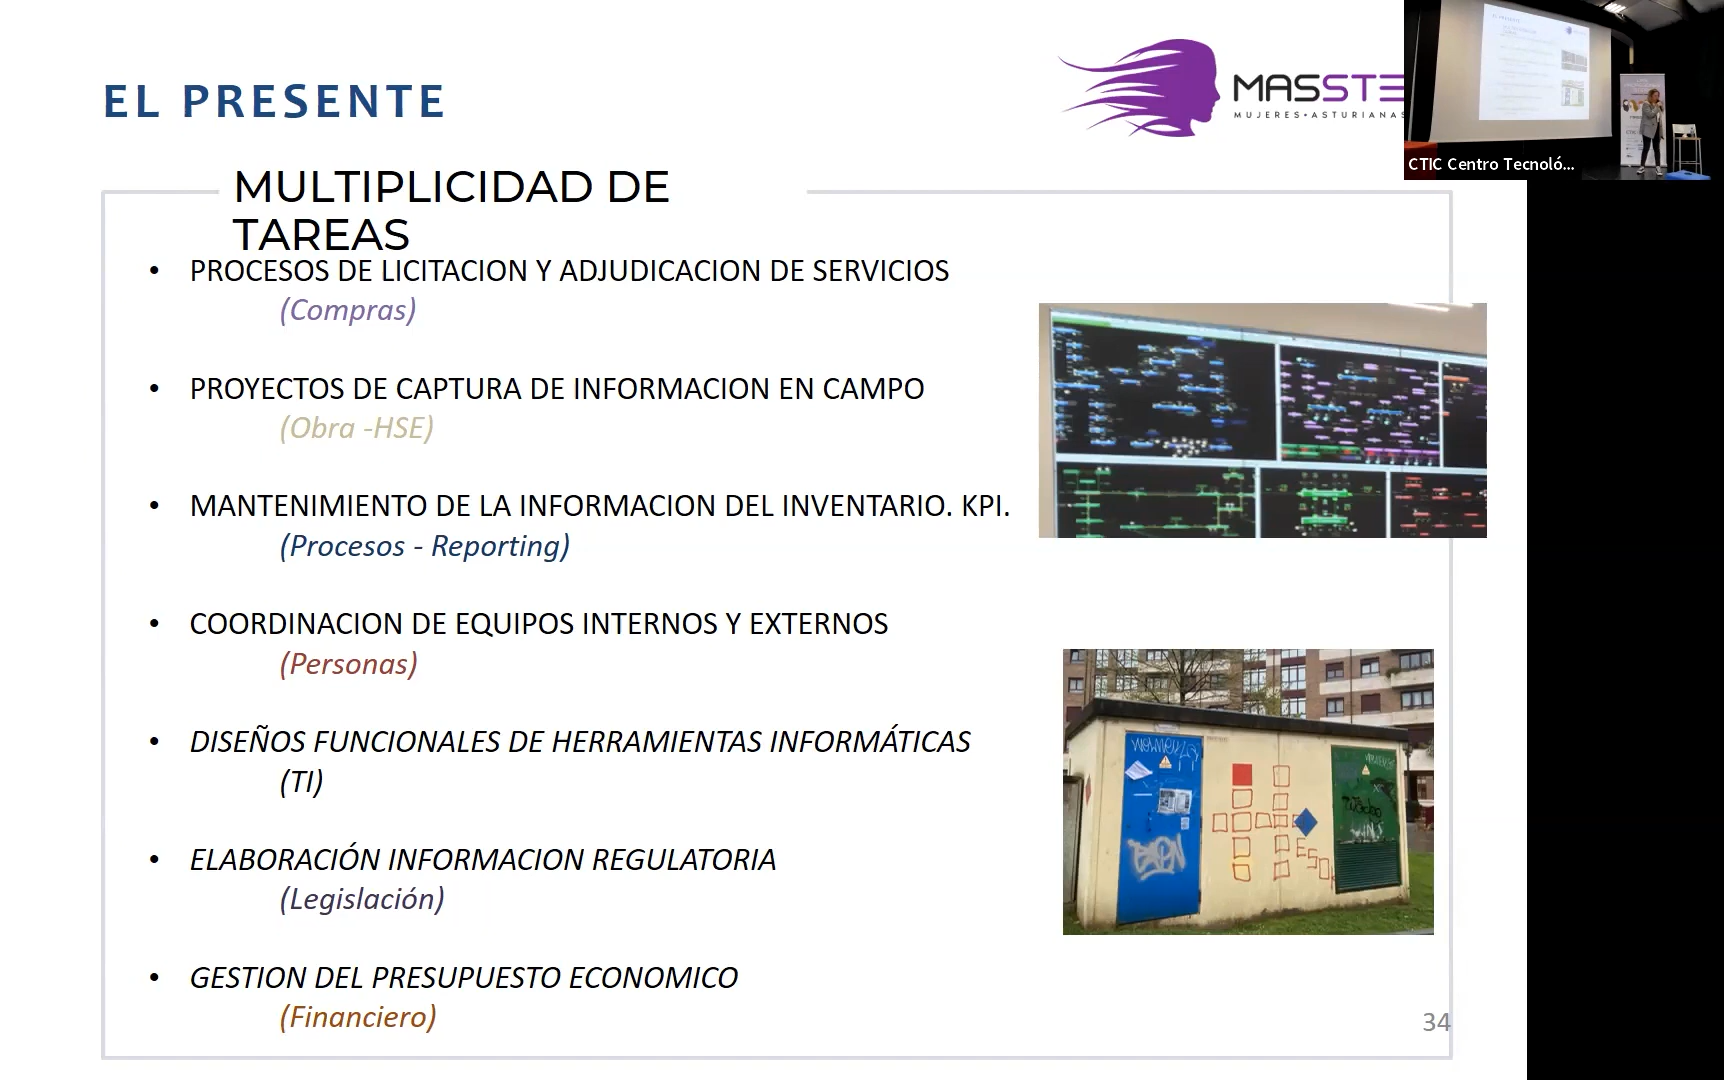 EL PRESENTE
MASSTE
MUJERES•ASTURIANAS
CTIC Centro Tecnoló...
MULTIPLICIDAD DE
TAREAS
• PROCESOS DE LICITACION Y ADJUDICACION DE SERVICIOS
(Compras)
• PROYECTOS DE CAPTURA DE INFORMACION EN CAMPO
(Obra -HSE)
• MANTENIMIENTO DE LA INFORMACION DEL INVENTARIO. KPI.
(Procesos - Reporting)
• COORDINACION DE EQUIPOS INTERNOS Y EXTERNOS
(Personas)
• DISEÑOS FUNCIONALES DE HERRAMIENTAS INFORMÁTICAS
(TI)
• ELABORACIÓN INFORMACION REGULATORIA
(Legislación)
• GESTION DEL PRESUPUESTO ECONOMICO
(Financiero)
34